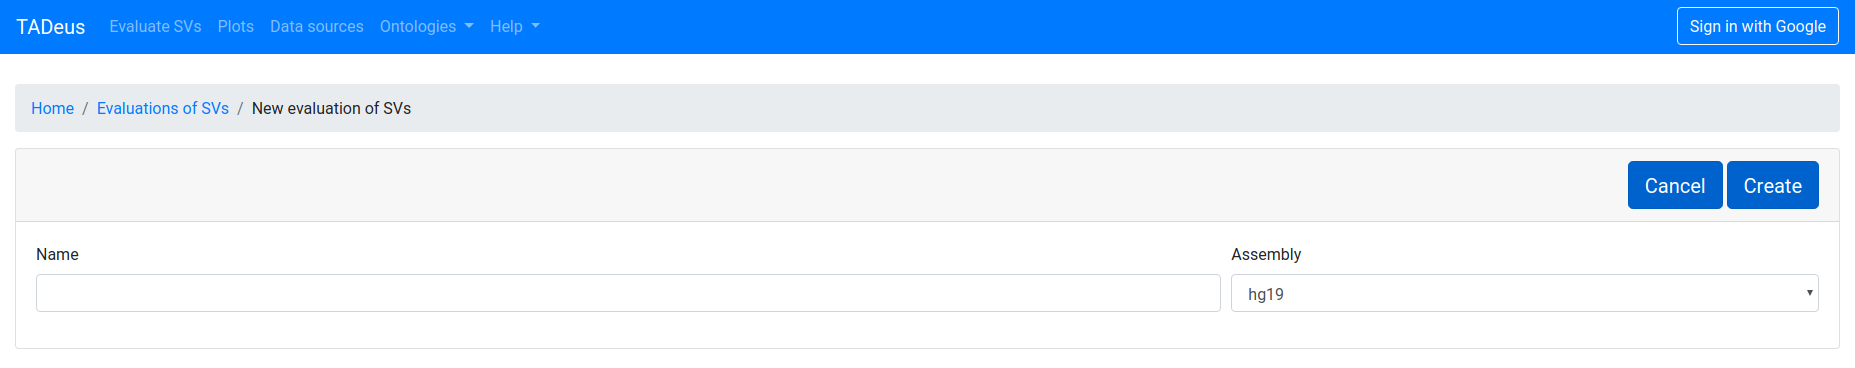 TADeus Evaluate SVs Plots Data sources Ontologies Help Sign in with Google
Home / Evaluations of SVs / New evaluation of SVs
Cancel Create
Name Assembly
hg19